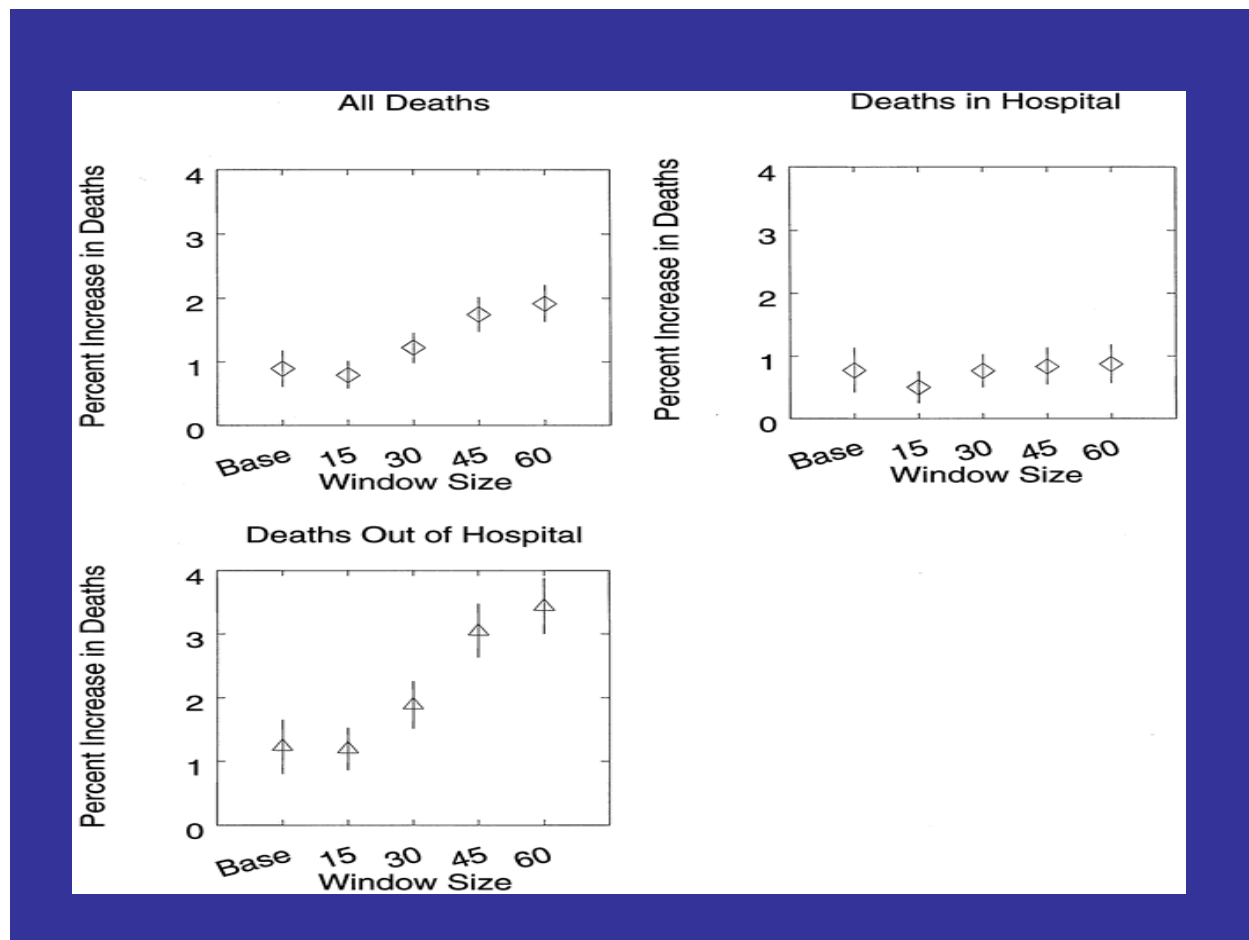 All Deaths
Percent Increase in Deaths
4
3
2
1
0
Base 15 30 45 60
Window Size
Deaths in Hospital
Percent Increase in Deaths
4
3
2
1
0
Base 15 30 45 60
Window Size
Deaths Out of Hospital
Percent Increase in Deaths
4
3
2
1
0
Base 15 30 45 60
Window Size